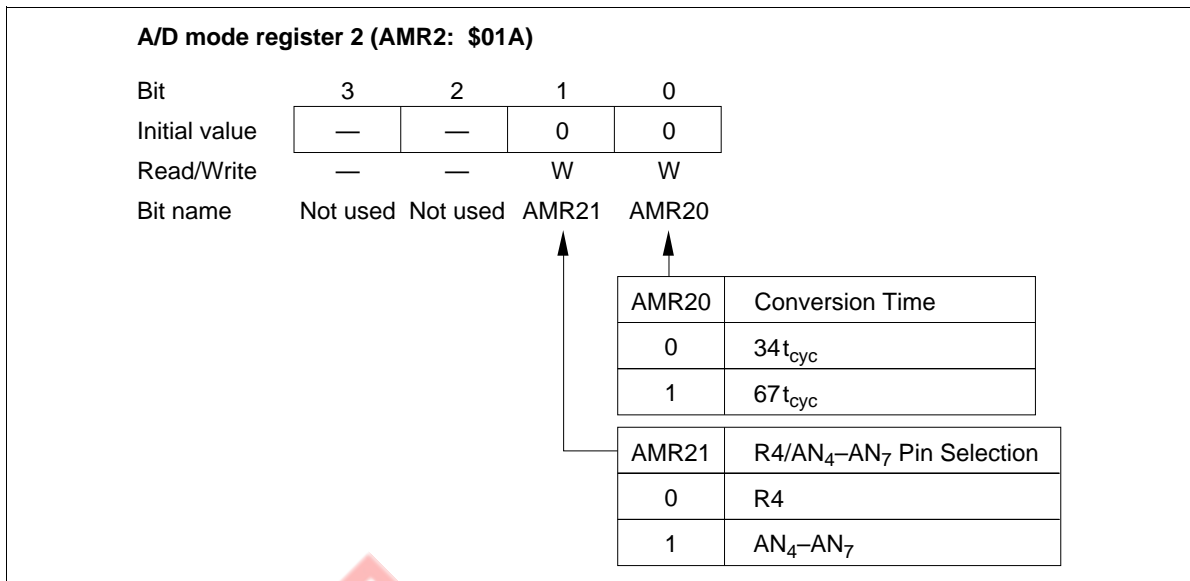 A/D mode register 2 (AMR2: $01A)
Bit 3 2 1 0
Initial value — — 0 0
Read/Write — — W W
Bit name Not used Not used AMR21 AMR20
AMR20 Conversion Time
0 34t_cyc
1 67t_cyc
AMR21 R4/AN₄–AN₇ Pin Selection
0 R4
1 AN₄–AN₇